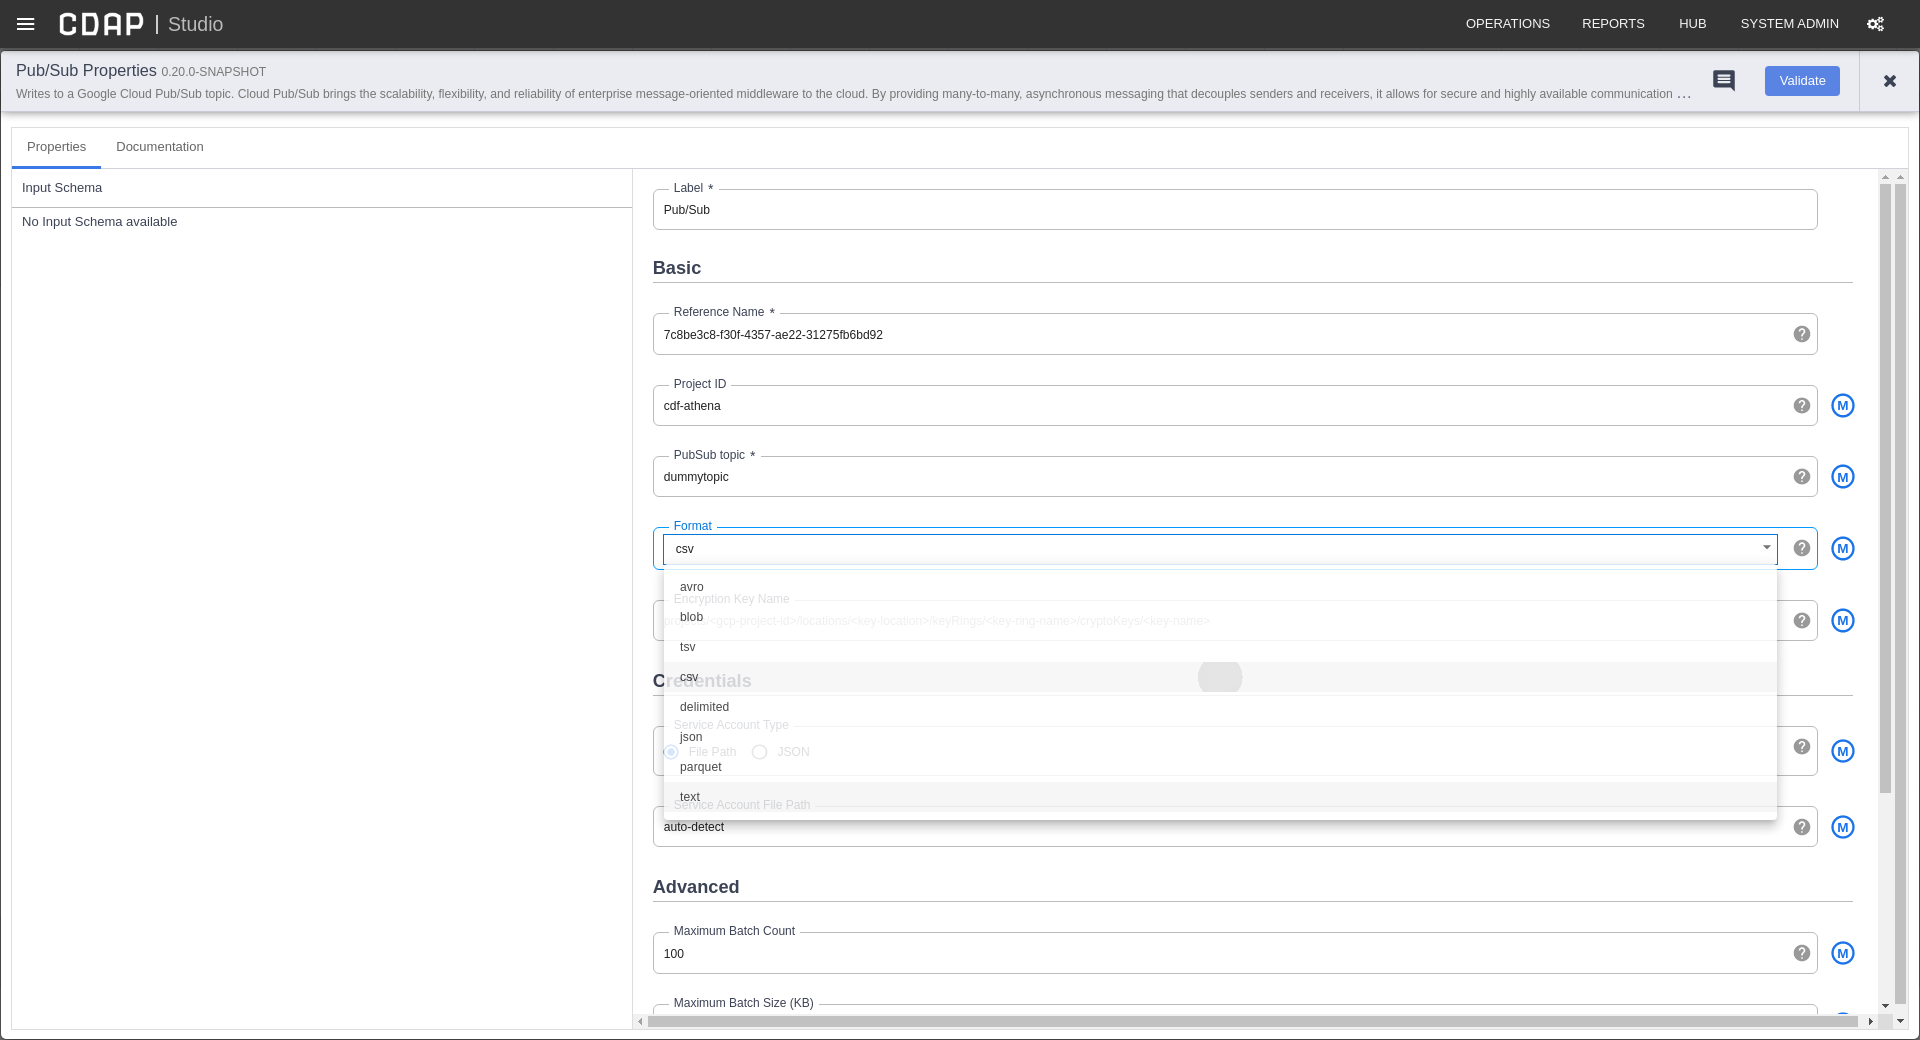 CDAP | Studio
OPERATIONS REPORTS HUB SYSTEM ADMIN
Pub/Sub Properties 0.20.0-SNAPSHOT
Writes to a Google Cloud Pub/Sub topic. Cloud Pub/Sub brings the scalability, flexibility, and reliability of enterprise message-oriented middleware to the cloud. By providing many-to-many, asynchronous messaging that decouples senders and receivers, it allows for secure and highly available communication ...
Validate
Properties Documentation
Input Schema
No Input Schema available
Label *
Pub/Sub
Basic
Reference Name *
7c8be3c8-f30f-4357-ae22-31275fb6bd92
?
Project ID
cdf-athena
? M
PubSub topic *
dummytopic
? M
Format
csv
? M
avro
Encryption Key Name
blob
projects/<gcp-project-id>/locations/<key-location>/keyRings/<key-ring-name>/cryptoKeys/<key-name>
? M
tsv
csv
Credentials
delimited
Service Account Type
json
File Path JSON
? M
parquet
text
Service Account File Path
auto-detect
? M
Advanced
Maximum Batch Count
100
? M
Maximum Batch Size (KB)